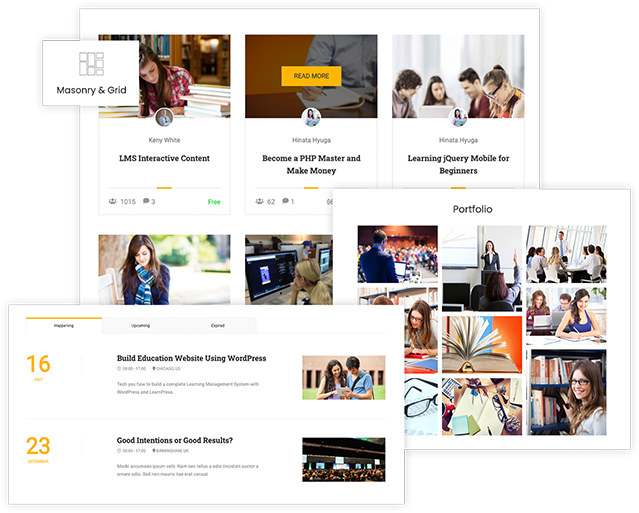 Masonry & Grid
READ MORE
Keny White
LMS Interactive Content
1015 3 Free
Hinata Hyuga
Become a PHP Master and
Make Money
62 1
Hinata Hyuga
Learning jQuery Mobile for
Beginners
Portfolio
Happening Upcoming Expired
16
JULY
Build Education Website Using WordPress
08:00 - 17:00 CHICAGO, US
Tech you how to build a complete Learning Management System with
WordPress and LearnPress.
23
DECEMBER
Good Intentions or Good Results?
08:00 - 17:00 BIRMINGHAM, UK
Morbi accumsan ipsum velit. Nam nec tellus a odio tincidunt auctor a
ornare odio. Sed non mauris itae erat conuat